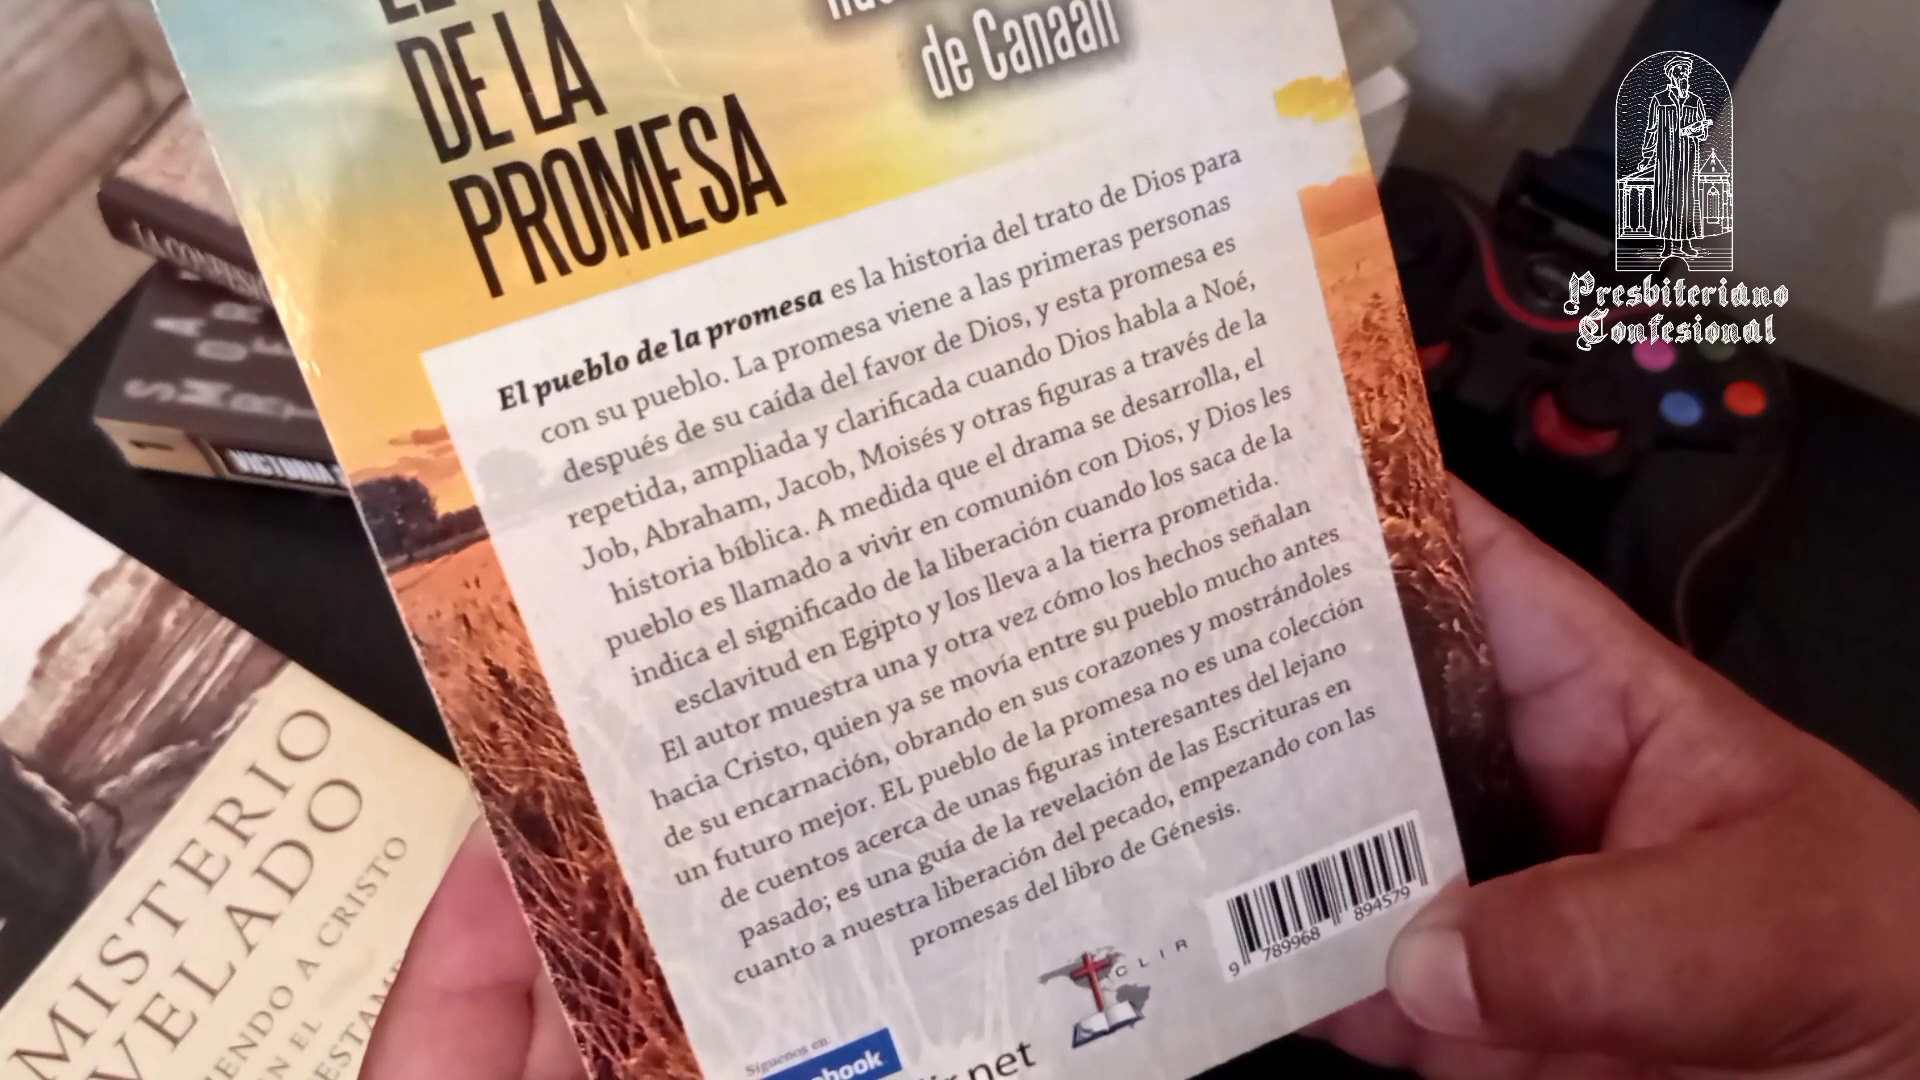 DE LA
PROMESA
de Canaán
El pueblo de la promesa es la historia del trato de Dios para
con su pueblo. La promesa viene a las primeras personas
después de su caída del favor de Dios, y esta promesa es
repetida, ampliada y clarificada cuando Dios habla a Noé,
Job, Abraham, Jacob, Moisés y otras figuras a través de la
historia bíblica. A medida que el drama se desarrolla, el
pueblo es llamado a vivir en comunión con Dios, y Dios les
indica el significado de la liberación cuando los saca de la
esclavitud en Egipto y los lleva a la tierra prometida.
El autor muestra una y otra vez cómo los hechos señalan
hacia Cristo, quien ya se movía entre su pueblo mucho antes
de su encarnación, obrando en sus corazones y mostrándoles
un futuro mejor. EL pueblo de la promesa no es una colección
de cuentos acerca de unas figuras interesantes del lejano
pasado; es una guía de la revelación de las Escrituras en
cuanto a nuestra liberación del pecado, empezando con las
promesas del libro de Génesis.
CLIR
9 789968 894579
Síguenos en
.net
MISTERIO
VELADO
A CRISTO
EN EL
Presbiteriano
Confesional